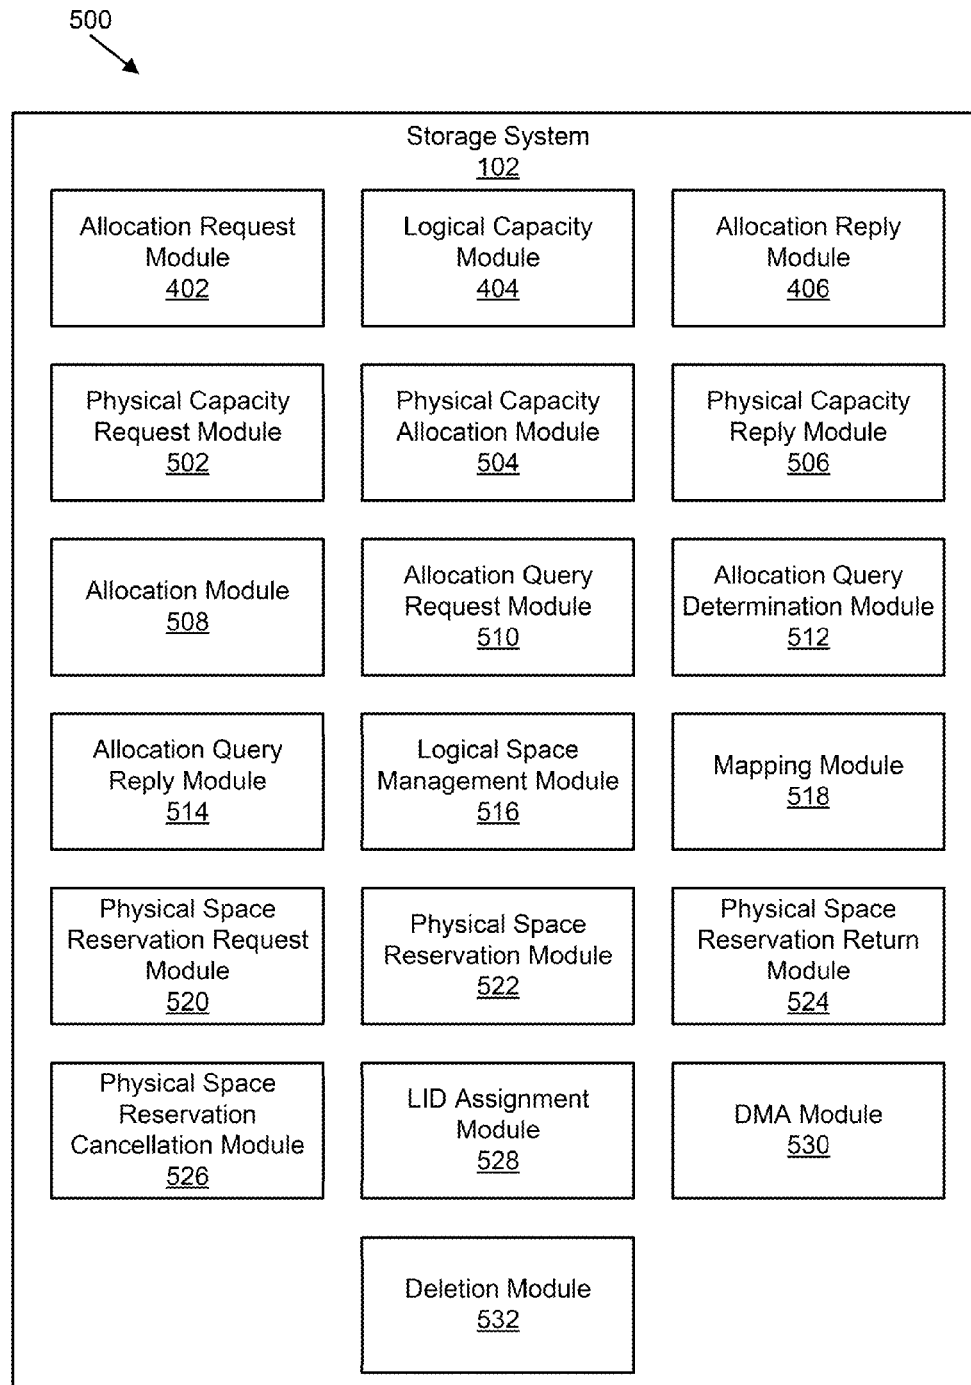 500
Storage System
102
Allocation Request
Module
402
Logical Capacity
Module
404
Allocation Reply
Module
406
Physical Capacity
Request Module
502
Physical Capacity
Allocation Module
504
Physical Capacity
Reply Module
506
Allocation Module
508
Allocation Query
Request Module
510
Allocation Query
Determination Module
512
Allocation Query
Reply Module
514
Logical Space
Management Module
516
Mapping Module
518
Physical Space
Reservation Request
Module
520
Physical Space
Reservation Module
522
Physical Space
Reservation Return
Module
524
Physical Space
Reservation
Cancellation Module
526
LID Assignment
Module
528
DMA Module
530
Deletion Module
532